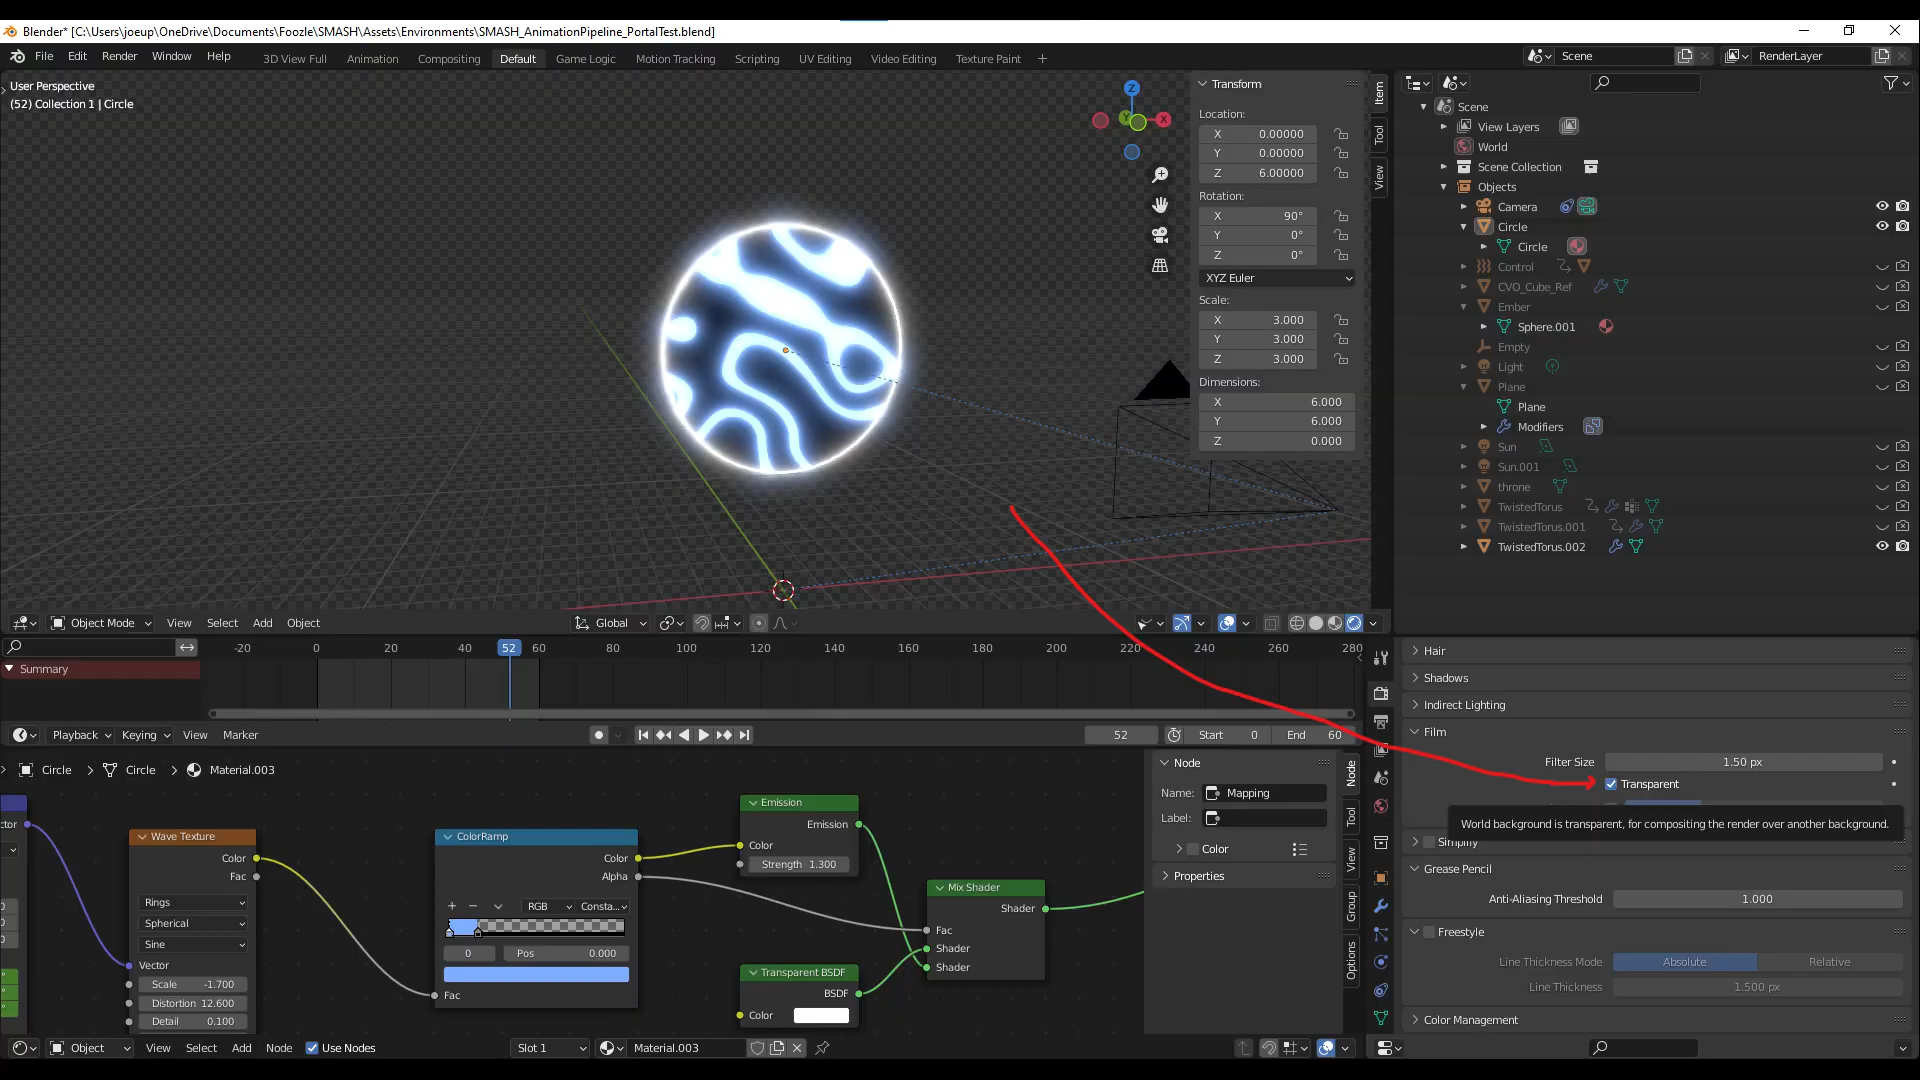 Blender* [C:\Users\joeup\OneDrive\Documents\Foozle\SMASH\Assets\Environments\SMASH_AnimationPipeline_PortalTest.blend]
File Edit Render Window Help
3D View Full Animation Compositing Default Game Logic Motion Tracking Scripting UV Editing Video Editing Texture Paint +
Scene
RenderLayer
User Perspective
(52) Collection 1 | Circle
Z
Y
X
Transform
Location:
X 0.00000
Y 0.00000
Z 6.00000
Rotation:
X 90°
Y 0°
Z 0°
XYZ Euler
Scale:
X 3.000
Y 3.000
Z 3.000
Dimensions:
X 6.000
Y 6.000
Z 0.000
Item
Tool
View
Scene
View Layers
World
Scene Collection
Objects
Camera
Circle
Circle
Control
CVO_Cube_Ref
Ember
Sphere.001
Empty
Light
Plane
Plane
Modifiers
Sun
Sun.001
throne
TwistedTorus
TwistedTorus.001
TwistedTorus.002
Object Mode View Select Add Object
Global
-20 0 20 40 52 60 80 100 120 140 160 180 200 220 240 260 280
Summary
Playback Keying View Marker
52
Start 0 End 60
Circle > Circle > Material.003
ctor
Wave Texture
Color
Fac
Rings
Spherical
Sine
Vector
Scale -1.700
Distortion 12.600
Detail 0.100
ColorRamp
Color
Alpha
RGB Consta...
0 Pos 0.000
Fac
Emission
Emission
Color
Strength 1.300
Transparent BSDF
BSDF
Color
Mix Shader
Shader
Fac
Shader
Shader
Node
Name: Mapping
Label:
Color
Properties
Node
Tool
View
Group
Options
Object View Select Add Node Use Nodes
Slot 1
Material.003
Hair
Shadows
Indirect Lighting
Film
Filter Size 1.50 px
Transparent
World background is transparent, for compositing the render over another background.
Simplify
Grease Pencil
Anti-Aliasing Threshold 1.000
Freestyle
Line Thickness Mode Absolute Relative
Line Thickness 1.500 px
Color Management